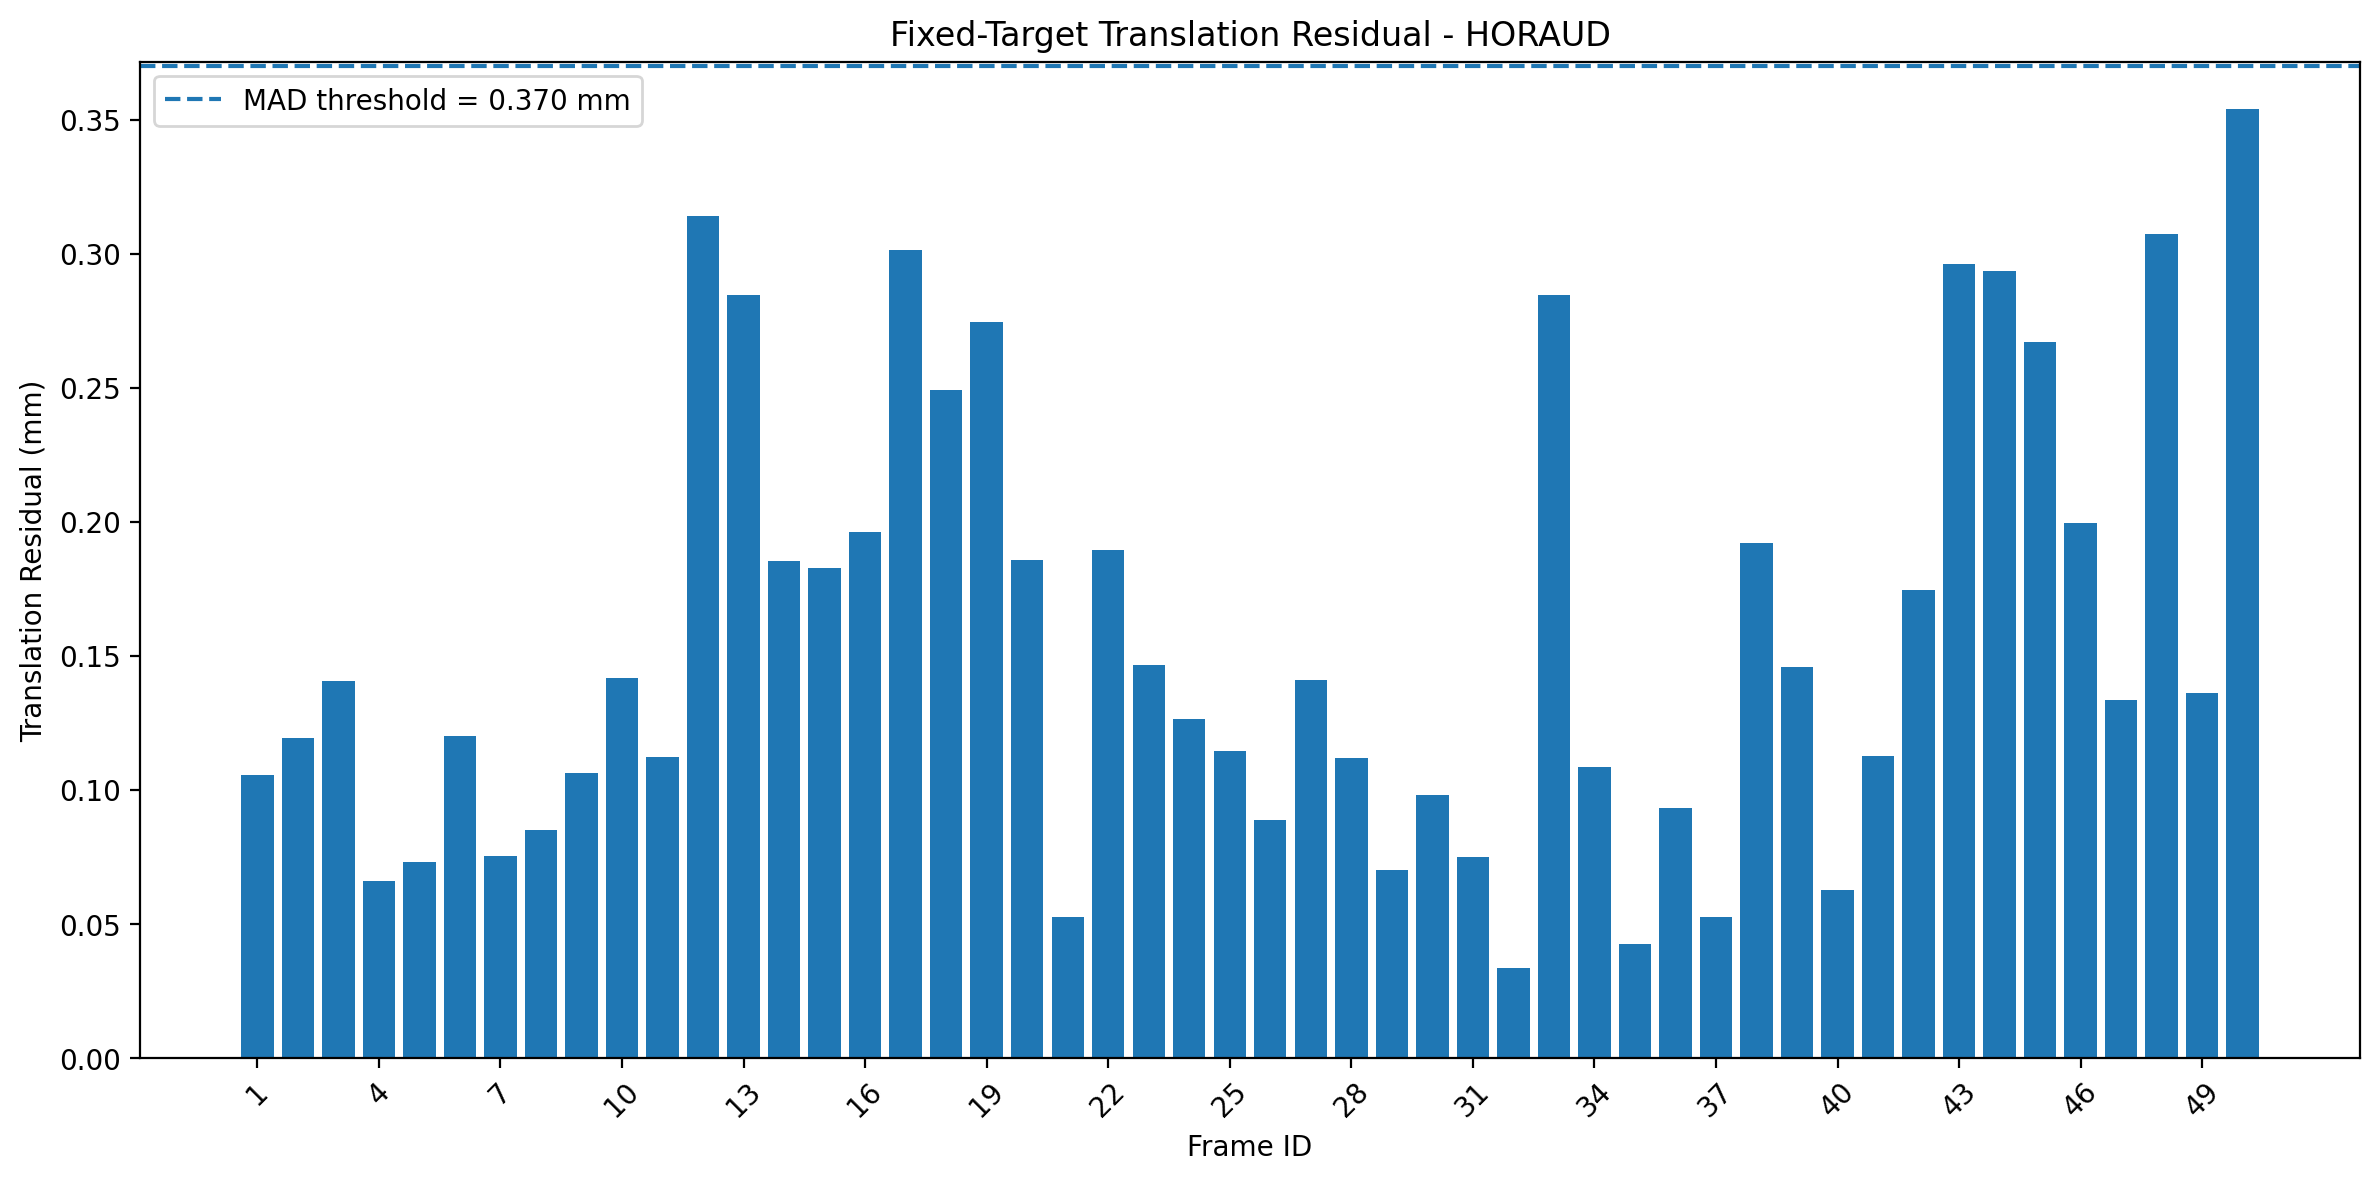 Fixed-Target Translation Residual - HORAUD
MAD threshold = 0.370 mm
Translation Residual (mm)
0.35
0.30
0.25
0.20
0.15
0.10
0.05
0.00
1 4 7 10 13 16 19 22 25 28 31 34 37 40 43 46 49
Frame ID